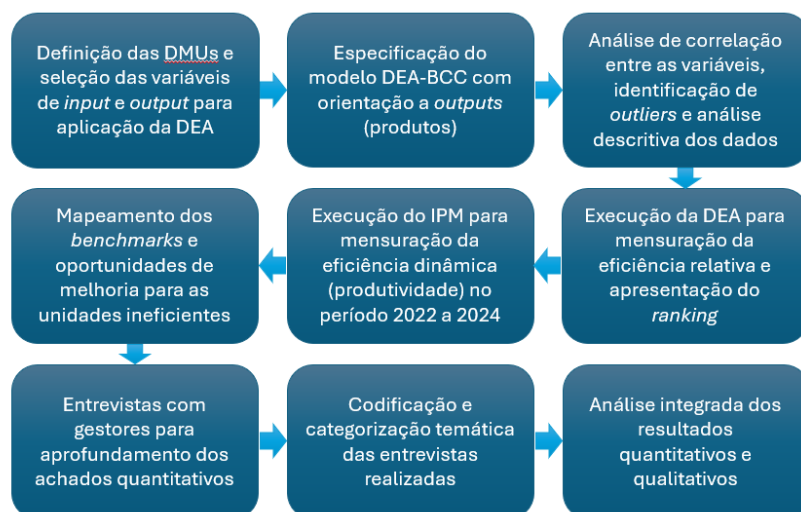 Definição das DMUs e
seleção das variáveis
de input e output para
aplicação da DEA
Especificação do
modelo DEA-BCC com
orientação a outputs
(produtos)
Análise de correlação
entre as variáveis,
identificação de
outliers e análise
descritiva dos dados
Execução da DEA para
mensuração da
eficiência relativa e
apresentação do
ranking
Execução do IPM para
mensuração da
eficiência dinâmica
(produtividade) no
período 2022 a 2024
Mapeamento dos
benchmarks e
oportunidades de
melhoria para as
unidades ineficientes
Entrevistas com
gestores para
aprofundamento dos
achados quantitativos
Codificação e
categorização temática
das entrevistas
realizadas
Análise integrada dos
resultados
quantitativos e
qualitativos